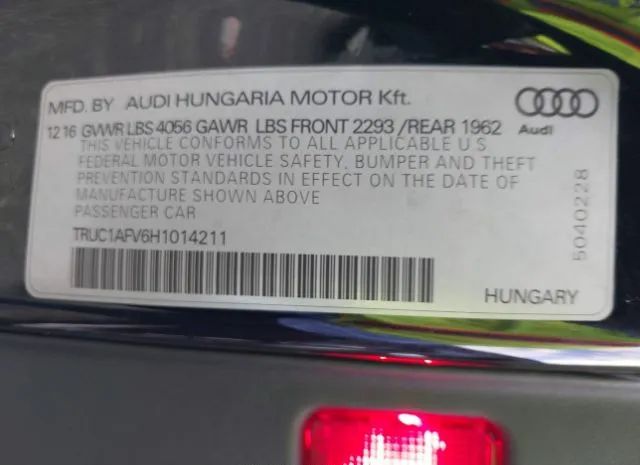 MFD. BY AUDI HUNGARIA MOTOR Kft.
12 16 GVWR LBS 4056 GAWR LBS FRONT 2293 /REAR 1962
Audi
THIS VEHICLE CONFORMS TO ALL APPLICABLE U S
FEDERAL MOTOR VEHICLE SAFETY, BUMPER AND THEFT
PREVENTION STANDARDS IN EFFECT ON THE DATE OF
MANUFACTURE SHOWN ABOVE
PASSENGER CAR
TRUC1AFV6H1014211
5040228
HUNGARY